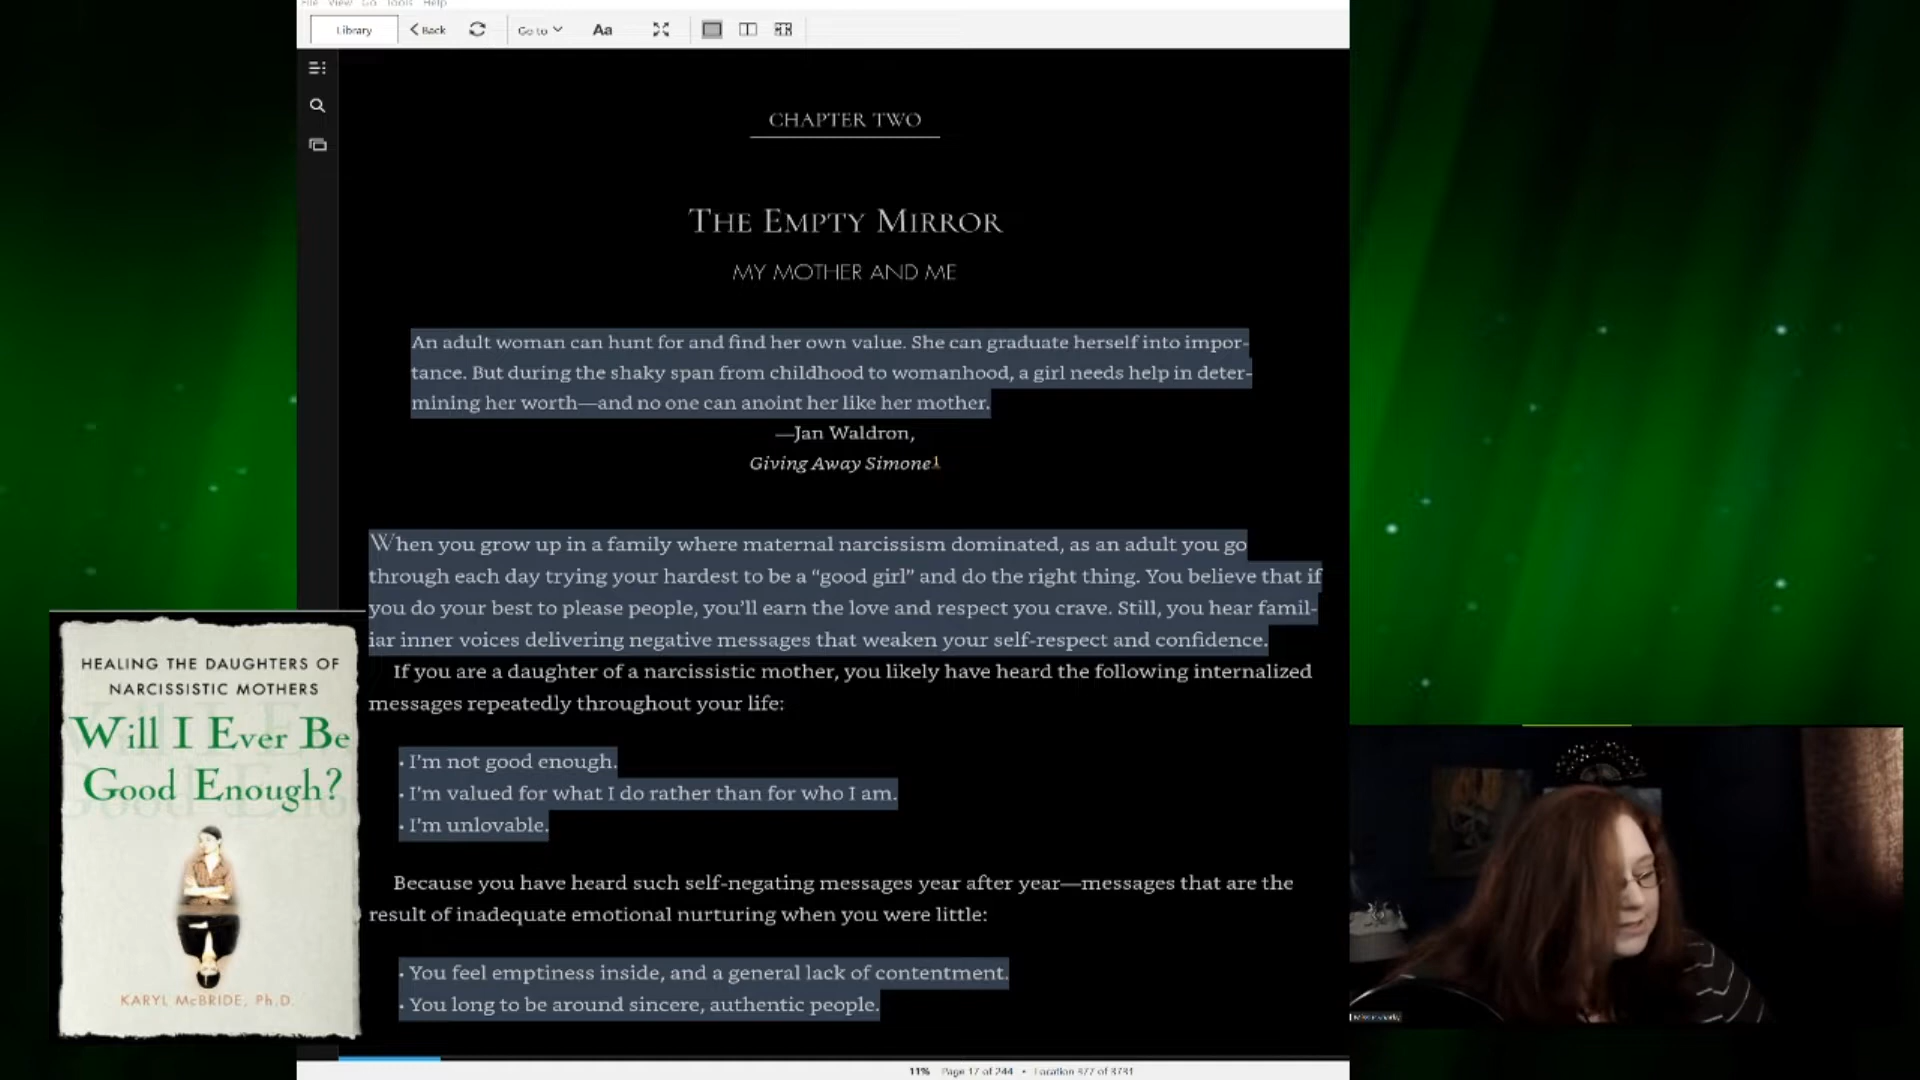 File View Go Tools Help
Library
Back
Go to
Aa
CHAPTER TWO
THE EMPTY MIRROR
MY MOTHER AND ME
An adult woman can hunt for and find her own value. She can graduate herself into impor-
tance. But during the shaky span from childhood to womanhood, a girl needs help in deter-
mining her worth—and no one can anoint her like her mother.
—Jan Waldron,
Giving Away Simone1
When you grow up in a family where maternal narcissism dominated, as an adult you go
through each day trying your hardest to be a “good girl” and do the right thing. You believe that if
you do your best to please people, you’ll earn the love and respect you crave. Still, you hear famil-
iar inner voices delivering negative messages that weaken your self-respect and confidence.
If you are a daughter of a narcissistic mother, you likely have heard the following internalized
messages repeatedly throughout your life:
• I’m not good enough.
• I’m valued for what I do rather than for who I am.
• I’m unlovable.
Because you have heard such self-negating messages year after year—messages that are the
result of inadequate emotional nurturing when you were little:
• You feel emptiness inside, and a general lack of contentment.
• You long to be around sincere, authentic people.
11% Page 17 of 244 • Location 377 of 3731
HEALING THE DAUGHTERS OF
NARCISSISTIC MOTHERS
Will I Ever Be
Good Enough?
KARYL McBRIDE, Ph.D.